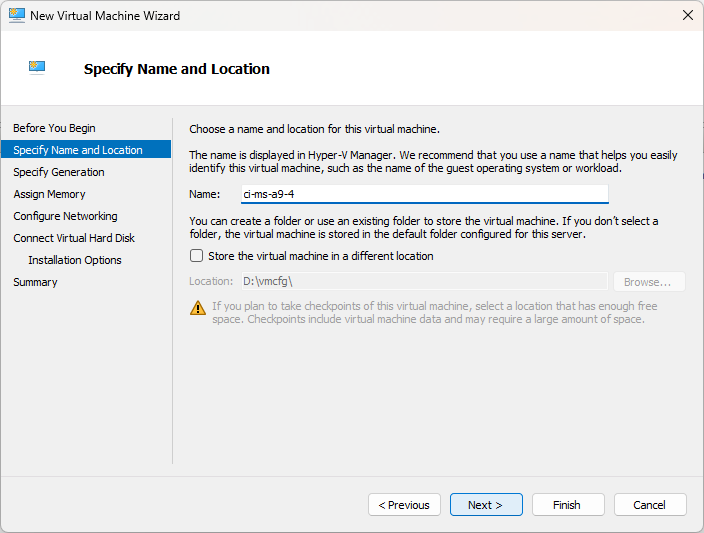 New Virtual Machine Wizard
Specify Name and Location
Before You Begin
Specify Name and Location
Specify Generation
Assign Memory
Configure Networking
Connect Virtual Hard Disk
Installation Options
Summary
Choose a name and location for this virtual machine.
The name is displayed in Hyper-V Manager. We recommend that you use a name that helps you easily
identify this virtual machine, such as the name of the guest operating system or workload.
Name: ci-ms-a9-4
You can create a folder or use an existing folder to store the virtual machine. If you don't select a
folder, the virtual machine is stored in the default folder configured for this server.
Store the virtual machine in a different location
Location: D:\vmcfg\ Browse...
If you plan to take checkpoints of this virtual machine, select a location that has enough free
space. Checkpoints include virtual machine data and may require a large amount of space.
< Previous Next > Finish Cancel